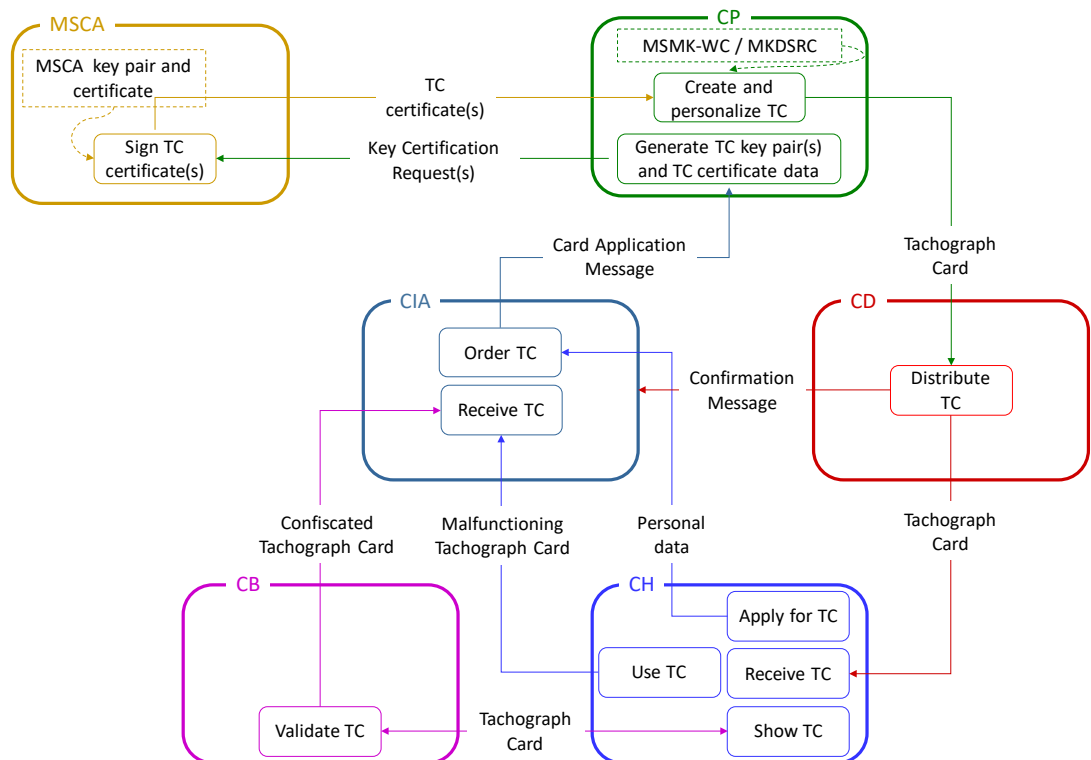 MSCA
CP
MSCA key pair and
certificate
MSMK-WC / MKDSRC
TC
certificate(s)
Create and
personalize TC
Sign TC
certificate(s)
Key Certification
Request(s)
Generate TC key pair(s)
and TC certificate data
Card Application
Message
Tachograph
Card
CIA
CD
Order TC
Receive TC
Confirmation
Message
Distribute
TC
Confiscated
Tachograph Card
Malfunctioning
Tachograph Card
Personal
data
Tachograph
Card
CB
CH
Apply for TC
Use TC
Receive TC
Validate TC
Tachograph
Card
Show TC